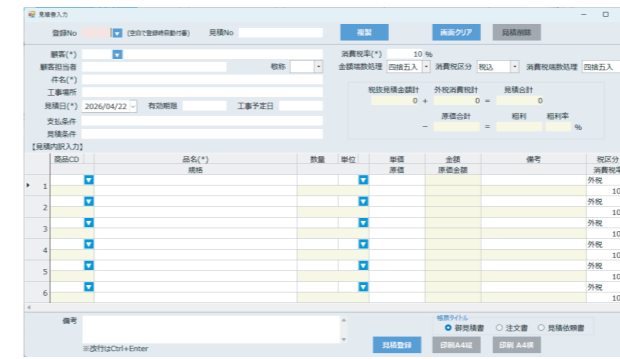 見積書入力
登録No (空白で登録時自動付番) 見積No 複製 画面クリア 見積削除
顧客(*) 消費税率(*) 10 %
顧客担当者 敬称 金額端数処理 四捨五入 消費税区分 税込 消費税端数処理 四捨五入
件名(*)
工事場所 税抜見積金額計 外税消費税計 見積合計
見積日(*) 2026/04/22 有効期限 工事予定日 0 + 0 = 0
支払条件 原価合計 粗利 粗利率
見積条件 − = %
【見積内訳入力】
商品CD 品名(*) 数量 単位 単価 金額 備考 税区分
規格 原価 原価金額 消費税率
1 外税
10
2 外税
10
3 外税
10
4 外税
10
5 外税
10
6 外税
10
備考 帳票タイトル
御見積書 注文書 見積依頼書
※改行はCtrl+Enter 見積登録 印刷A4縦 印刷 A4横